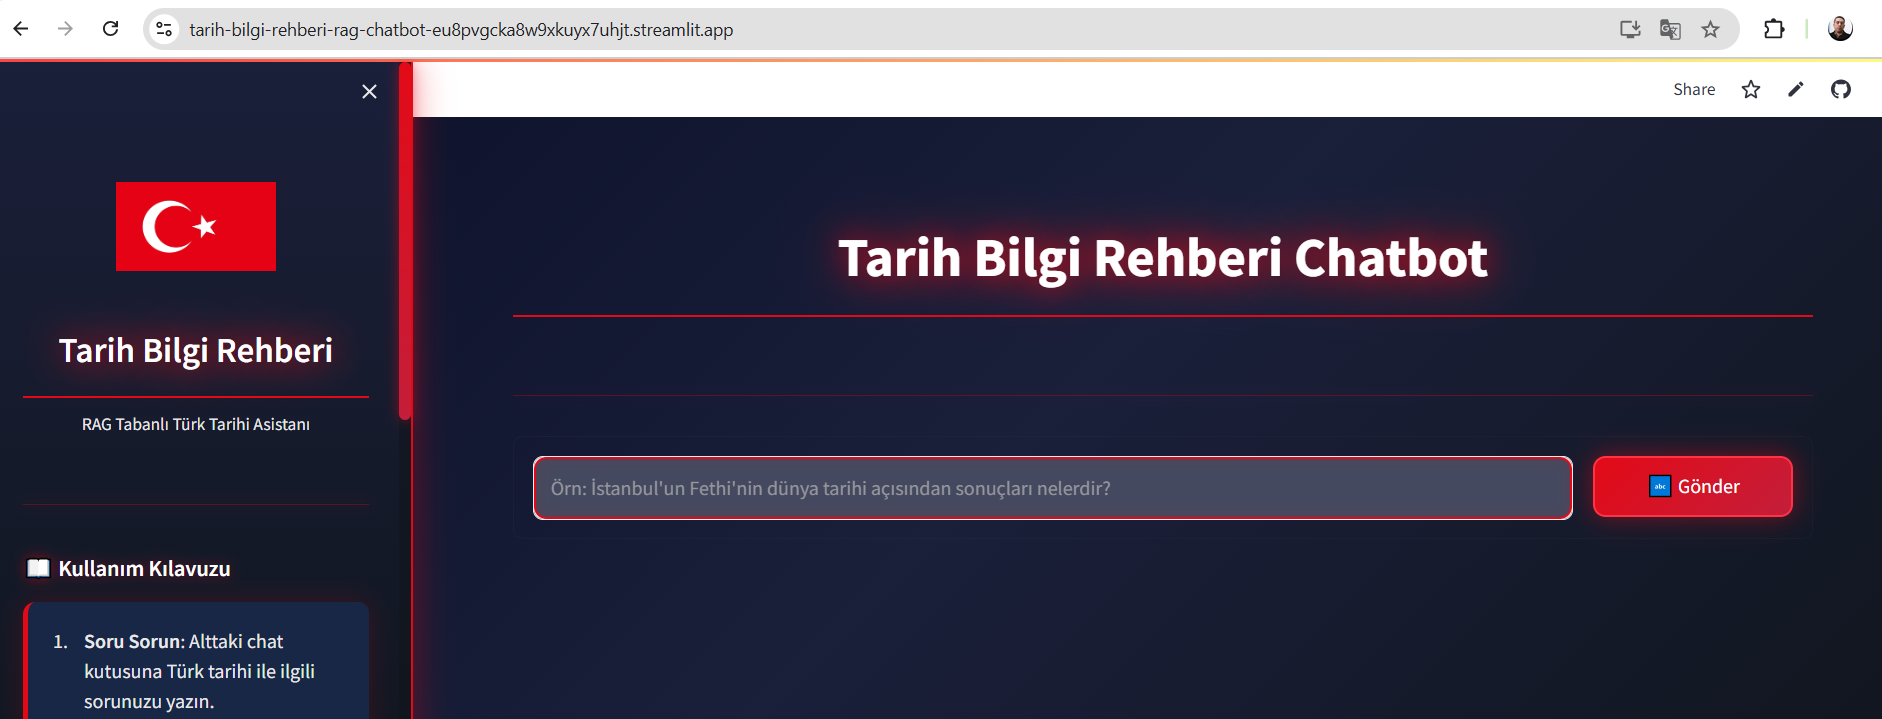 tarih-bilgi-rehberi-rag-chatbot-eu8pvgcka8w9xkuyx7uhjt.streamlit.app
Share
Tarih Bilgi Rehberi
RAG Tabanlı Türk Tarihi Asistanı
📖 Kullanım Kılavuzu
1. Soru Sorun: Alttaki chat
kutusuna Türk tarihi ile ilgili
sorunuzu yazın.
Tarih Bilgi Rehberi Chatbot
Örn: İstanbul'un Fethi'nin dünya tarihi açısından sonuçları nelerdir?
abc Gönder